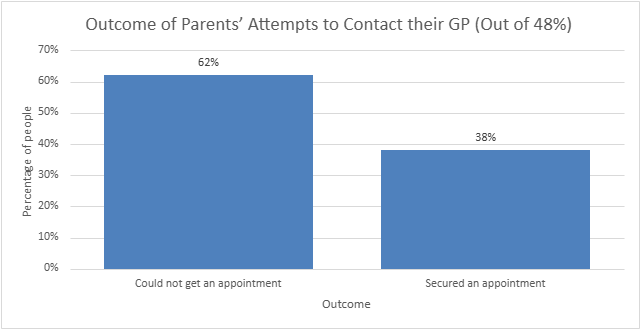 Outcome of Parents’ Attempts to Contact their GP (Out of 48%)
70%
60%
50%
40%
30%
20%
10%
0%
Percentage of people
62%
38%
Could not get an appointment
Secured an appointment
Outcome